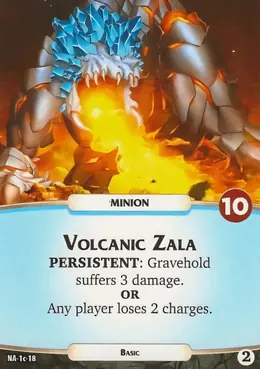 MINION
10
VOLCANIC ZALA
PERSISTENT: Gravehold
suffers 3 damage.
OR
Any player loses 2 charges.
NA-1c-18
BASIC
2